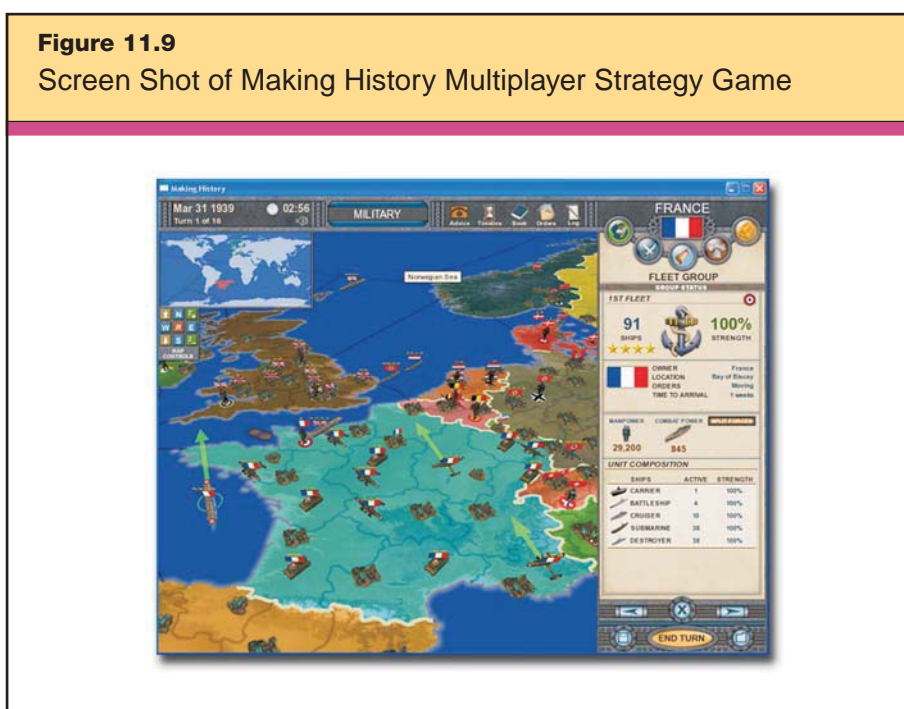 Figure 11.9
Screen Shot of Making History Multiplayer Strategy Game
Making History
Mar 31 1939
02:56
Turn 1 of 16
MILITARY
Advice Timeline Book Orders Log
FRANCE
FLEET GROUP
GROUP STATUS
Norwegian Sea
N
W R E
S
MAP
CONTROLS
1ST FLEET
91
SHIPS
100%
STRENGTH
OWNER France
LOCATION Bay of Biscay
ORDERS Moving
TIME TO ARRIVAL 1 weeks
MANPOWER COMBAT POWER SPLIT FORCES
29,200 845
UNIT COMPOSITION
SHIPS ACTIVE STRENGTH
CARRIER 1 100%
BATTLESHIP 4 100%
CRUISER 10 100%
SUBMARINE 38 100%
DESTROYER 38 100%
X
END TURN